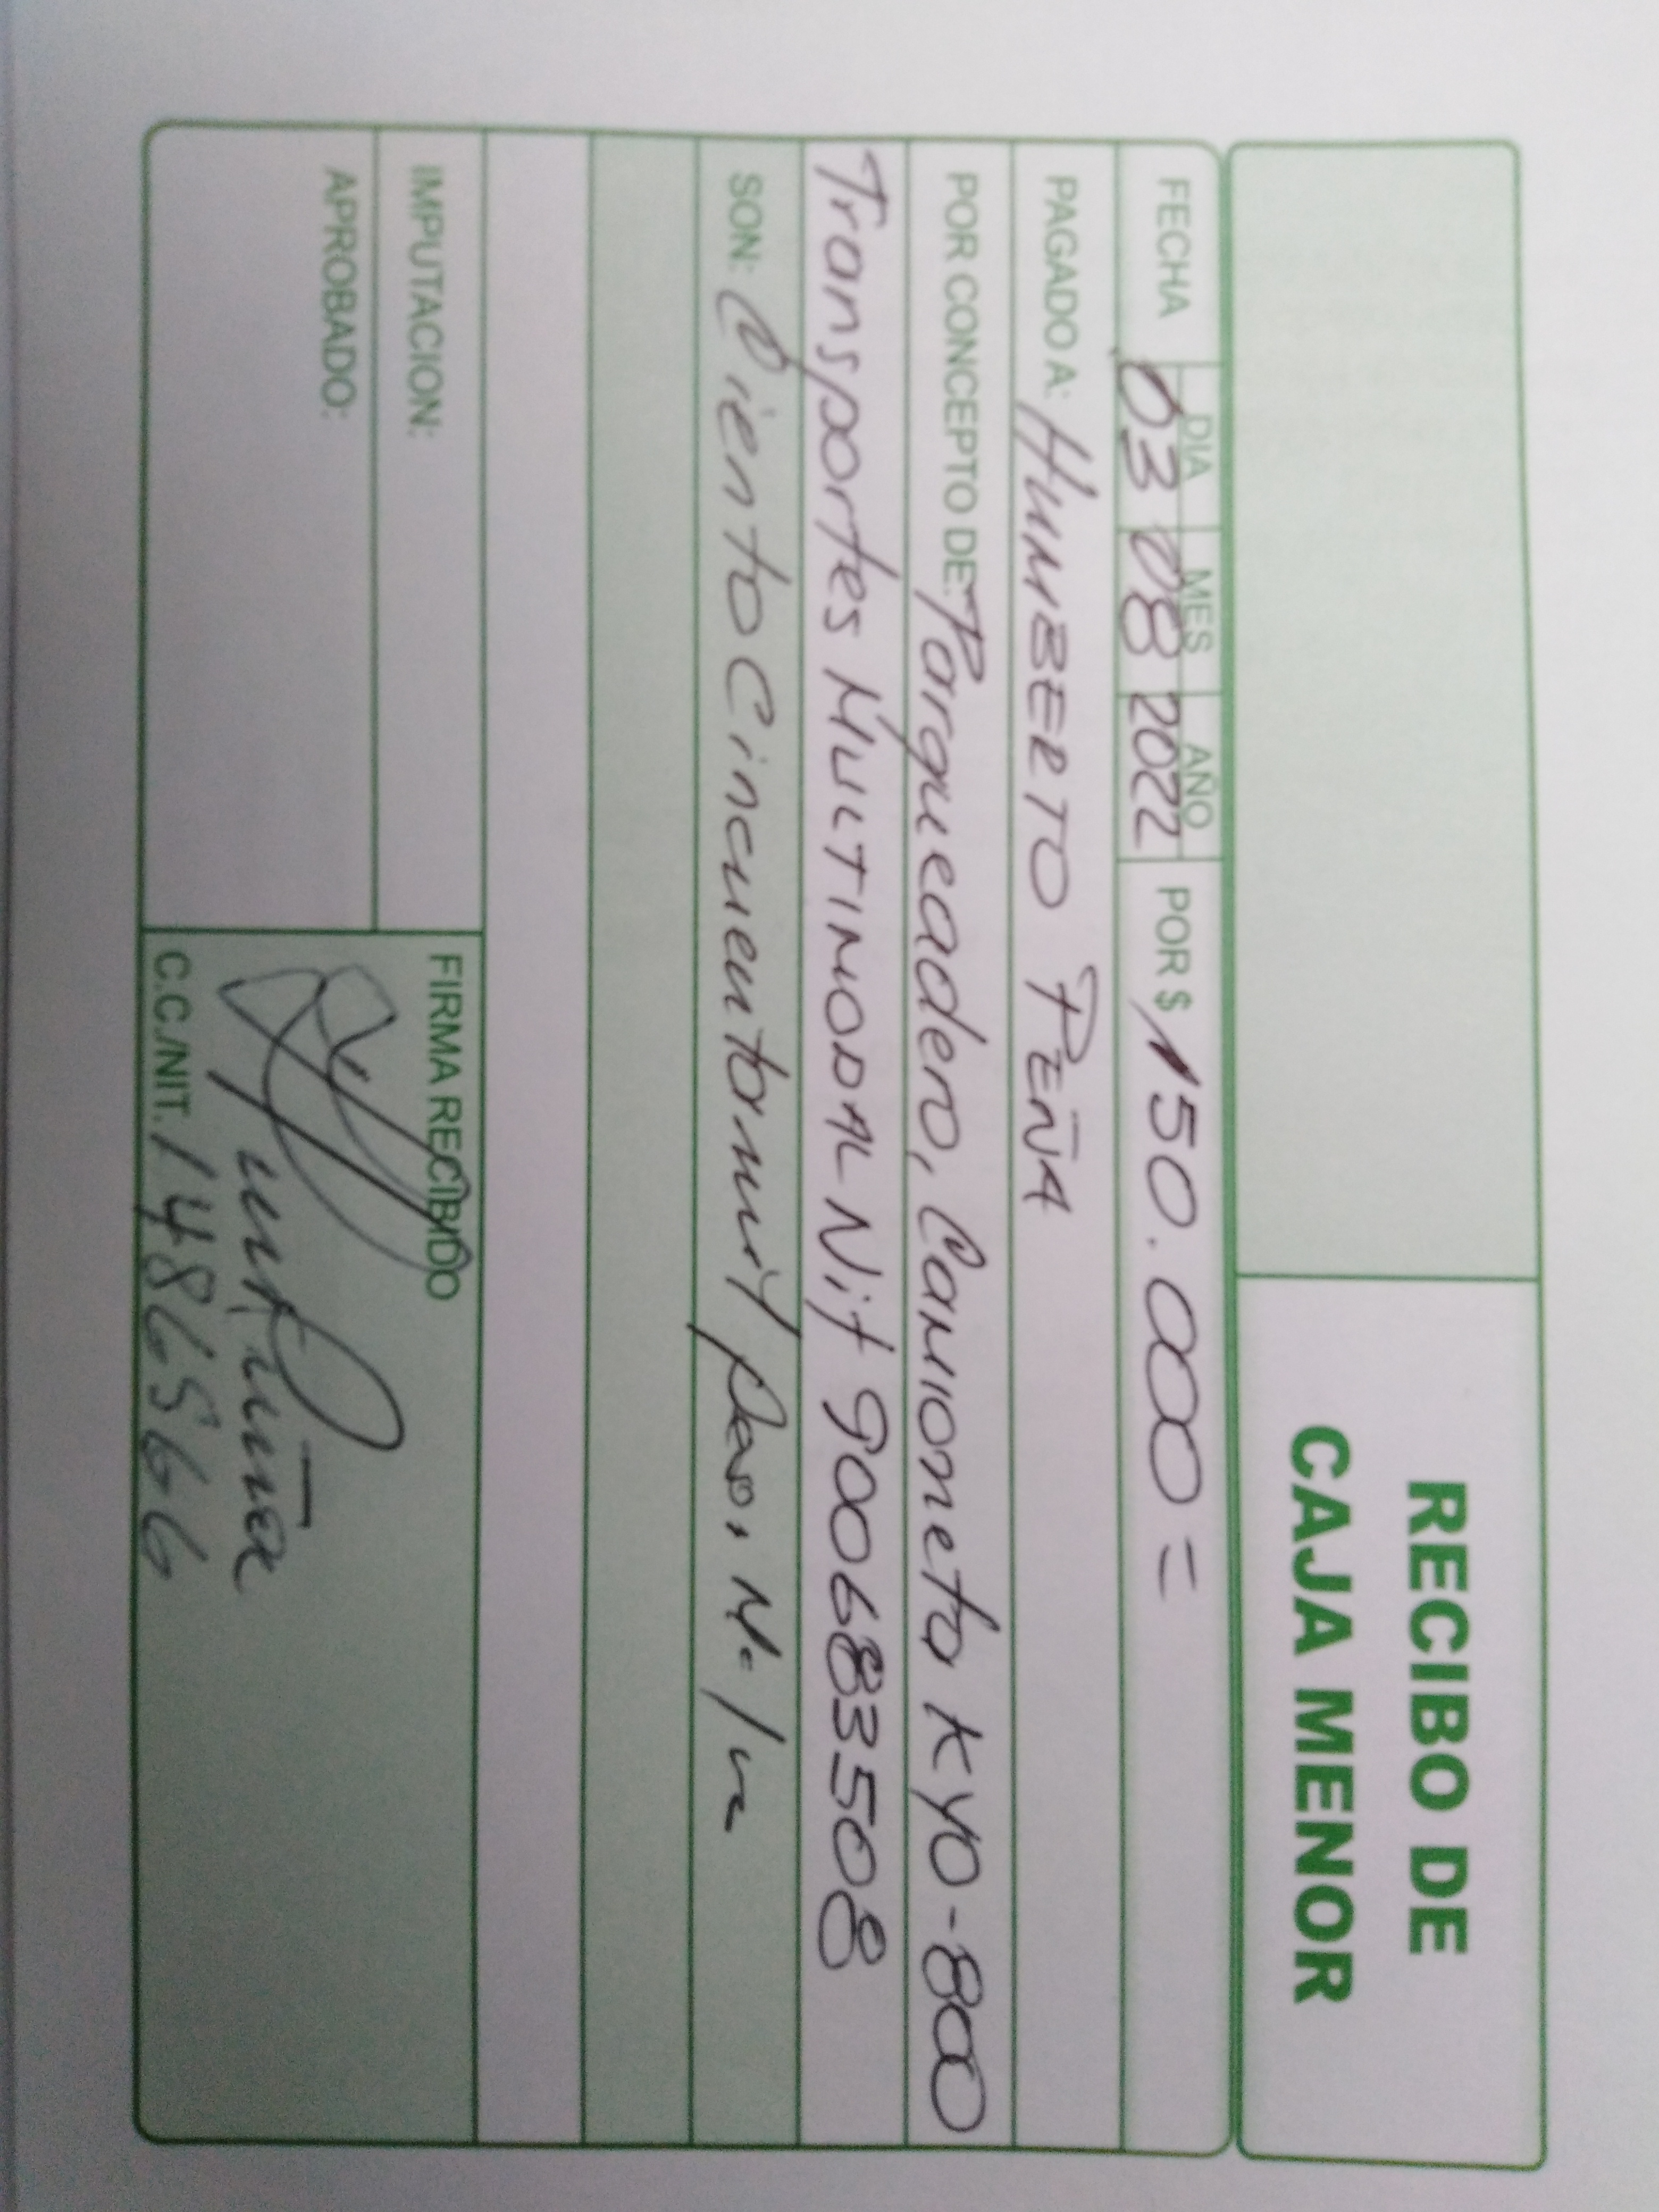 RECIBO DE
CAJA MENOR
FECHA DIA MES AÑO POR $ 150.000=
03 08 2022
PAGADO A: HUMBERTO PEÑA
POR CONCEPTO DE: Parqueadero, Camioneta KYO-800
Transportes MULTIMODAL Nit 900683508
SON: Ciento Cincuenta mil pesos. M./
IMPUTACION:
APROBADO:
FIRMA RECIBIDO
C.C./NIT. 14865566